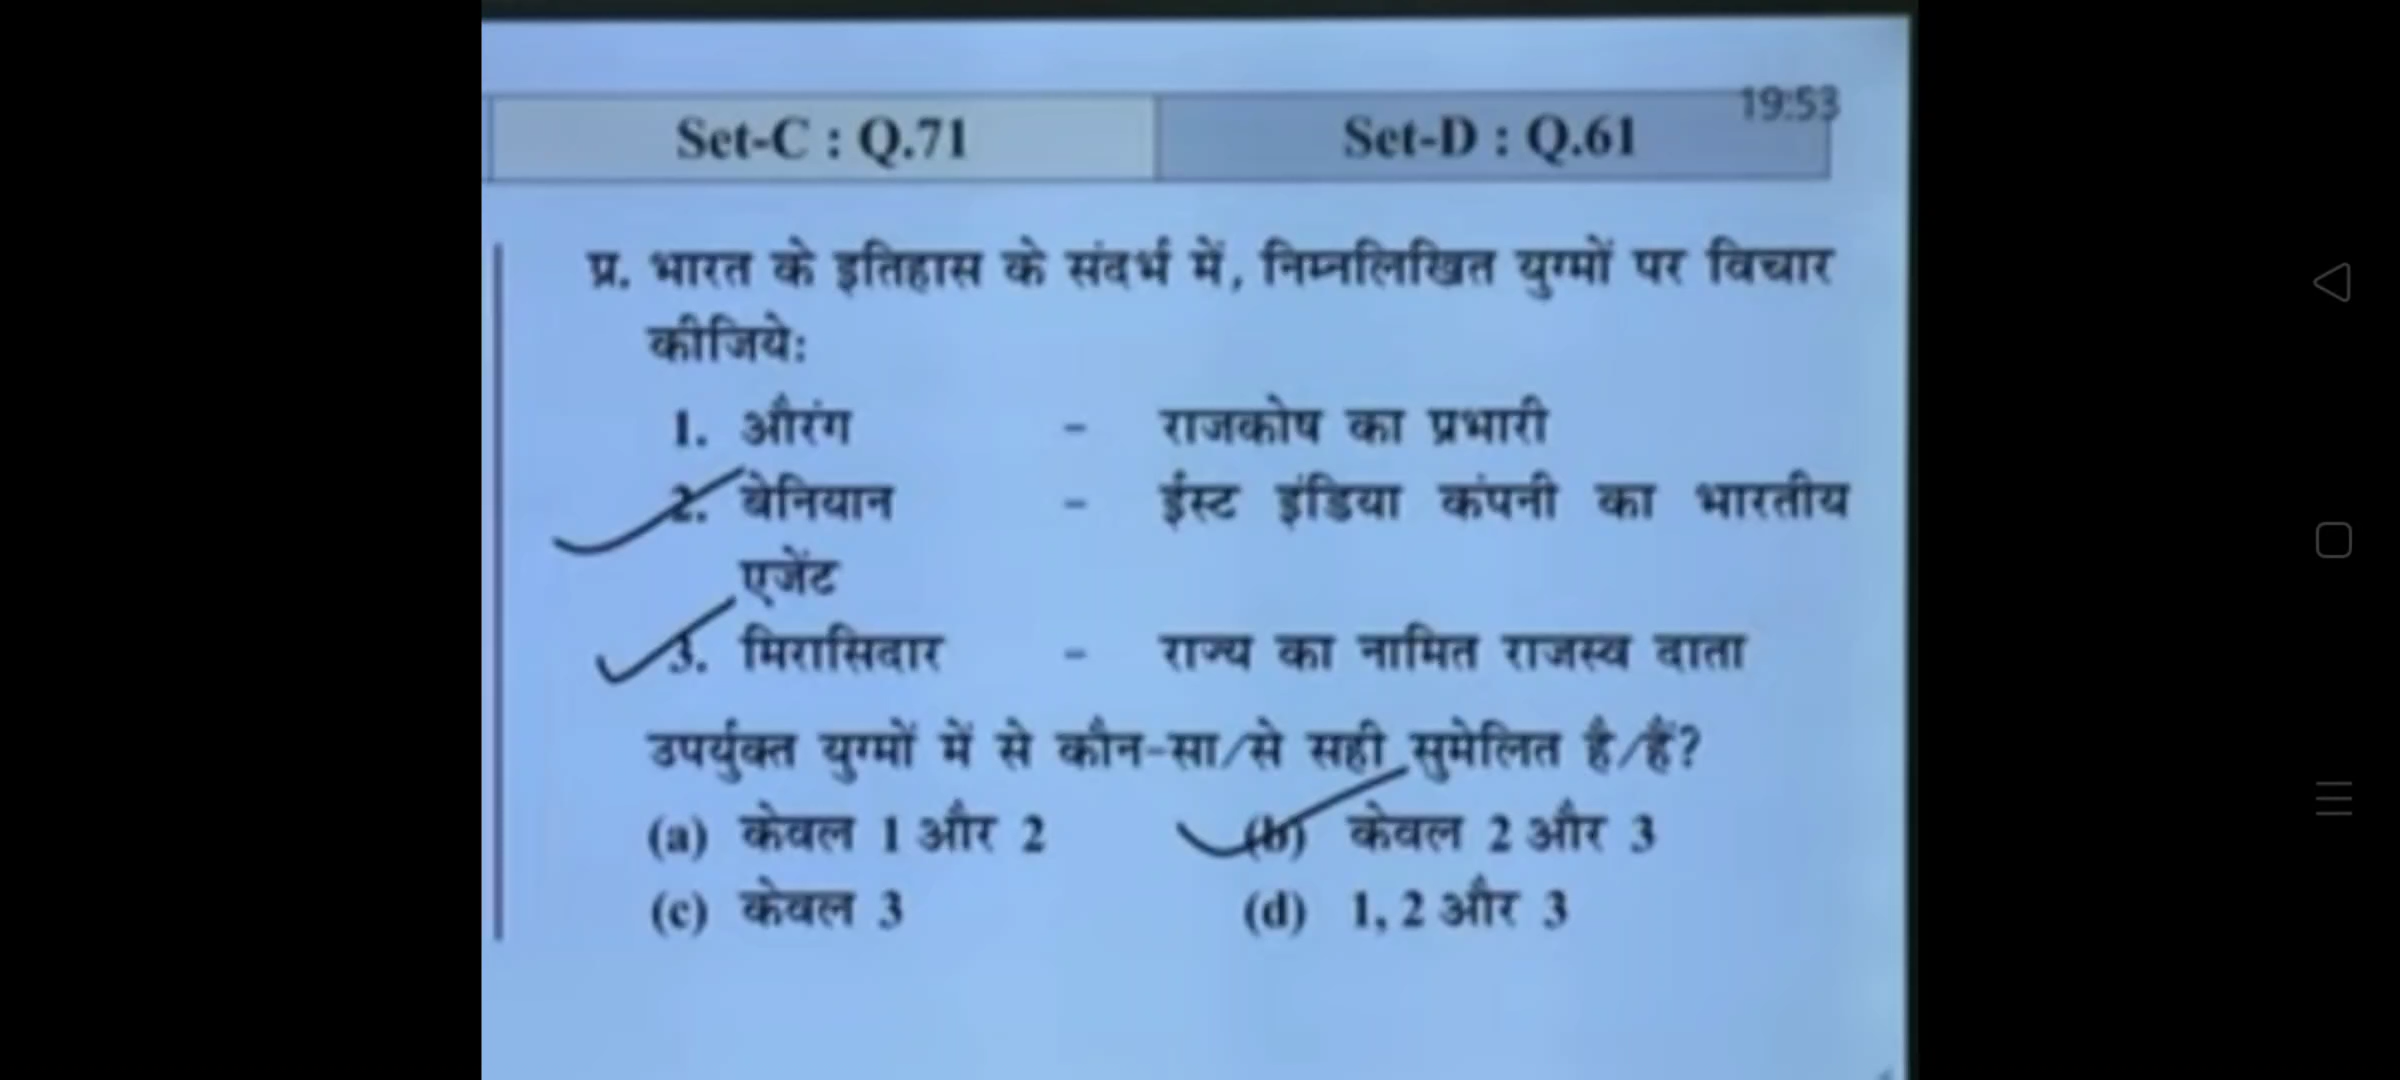 19:53
Set-C : Q.71 Set-D : Q.61
प्र. भारत के इतिहास के संदर्भ में, निम्नलिखित युग्मों पर विचार
कीजिये:
1. औरंग - राजकोष का प्रभारी
2. बेनियान - ईस्ट इंडिया कंपनी का भारतीय
एजेंट
3. मिरासिदार - राज्य का नामित राजस्व दाता
उपर्युक्त युग्मों में से कौन-सा/से सही सुमेलित है/हैं?
(a) केवल 1 और 2 (b) केवल 2 और 3
(c) केवल 3 (d) 1, 2 और 3